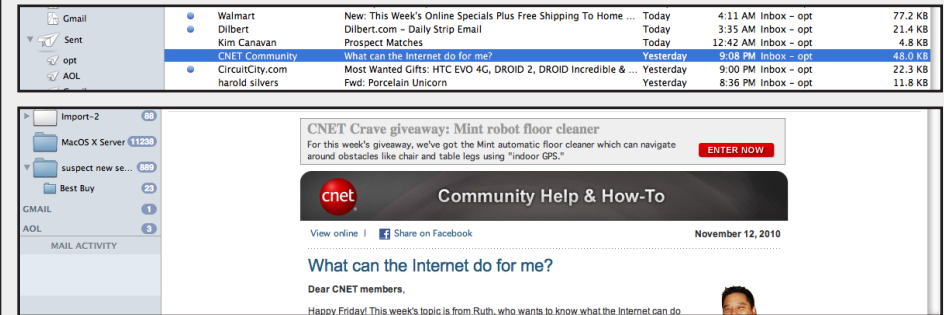 Gmail
Sent
opt
AOL
Walmart New: This Week's Online Specials Plus Free Shipping To Home ... Today 4:11 AM Inbox – opt 77.2 KB
Dilbert Dilbert.com – Daily Strip Email Today 3:35 AM Inbox – opt 21.4 KB
Kim Canavan Prospect Matches Today 12:42 AM Inbox – opt 4.8 KB
CNET Community What can the Internet do for me? Yesterday 9:08 PM Inbox – opt 48.0 KB
CircuitCity.com Most Wanted Gifts: HTC EVO 4G, DROID 2, DROID Incredible & ... Yesterday 9:00 PM Inbox – opt 22.3 KB
harold silvers Fwd: Porcelain Unicorn Yesterday 8:36 PM Inbox – opt 11.8 KB
Import-2 88
MacOS X Server 11238
suspect new se... 889
Best Buy 23
GMAIL 1
AOL 3
MAIL ACTIVITY
CNET Crave giveaway: Mint robot floor cleaner
For this week's giveaway, we've got the Mint automatic floor cleaner which can navigate
around obstacles like chair and table legs using "indoor GPS."
ENTER NOW
cnet
Community Help & How-To
View online | Share on Facebook November 12, 2010
What can the Internet do for me?
Dear CNET members,
Happy Friday! This week's topic is from Ruth, who wants to know what the Internet can do